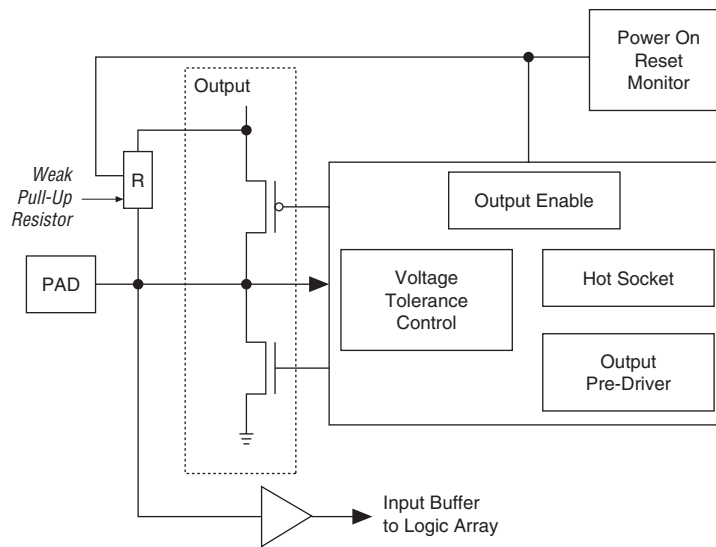 Power On
Reset
Monitor
Output
Weak
Pull-Up
Resistor
R
Output Enable
PAD
Voltage
Tolerance
Control
Hot Socket
Output
Pre-Driver
Input Buffer
to Logic Array